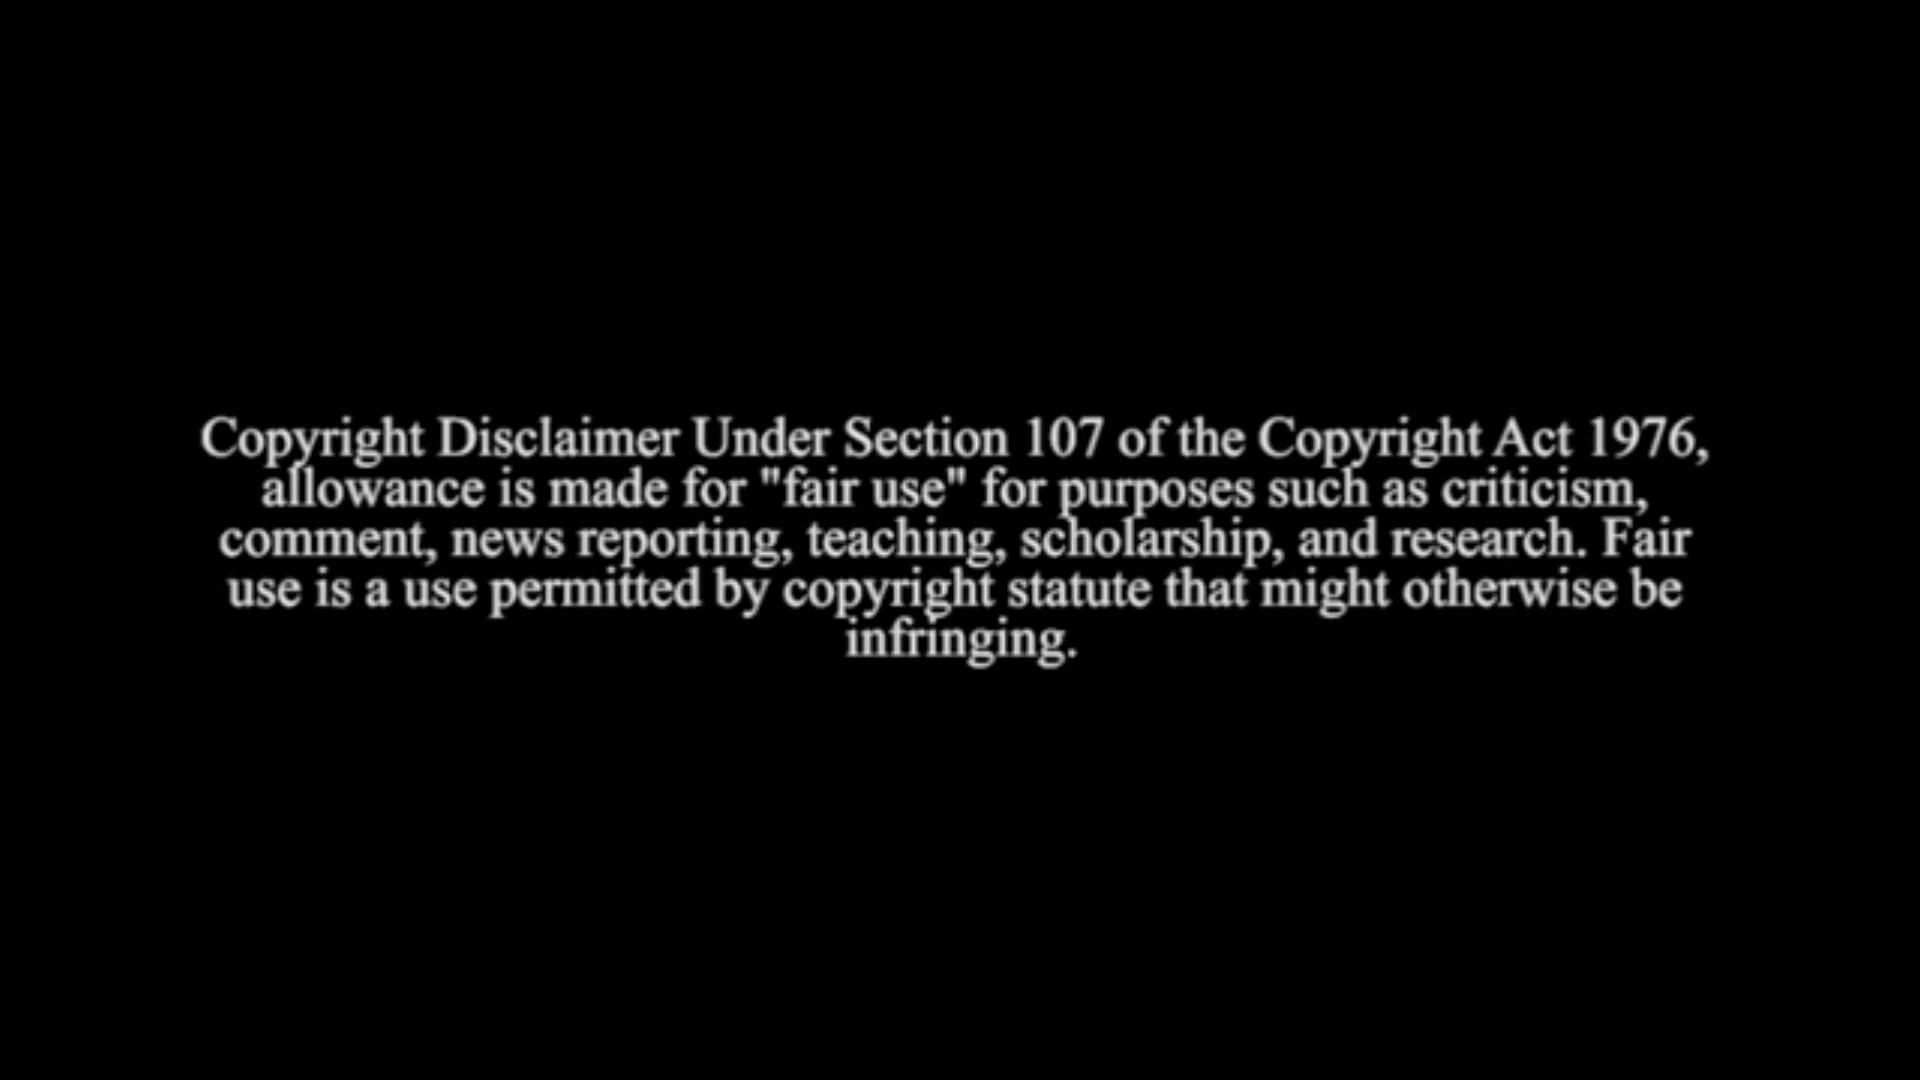 Copyright Disclaimer Under Section 107 of the Copyright Act 1976,
allowance is made for "fair use" for purposes such as criticism,
comment, news reporting, teaching, scholarship, and research. Fair
use is a use permitted by copyright statute that might otherwise be
infringing.